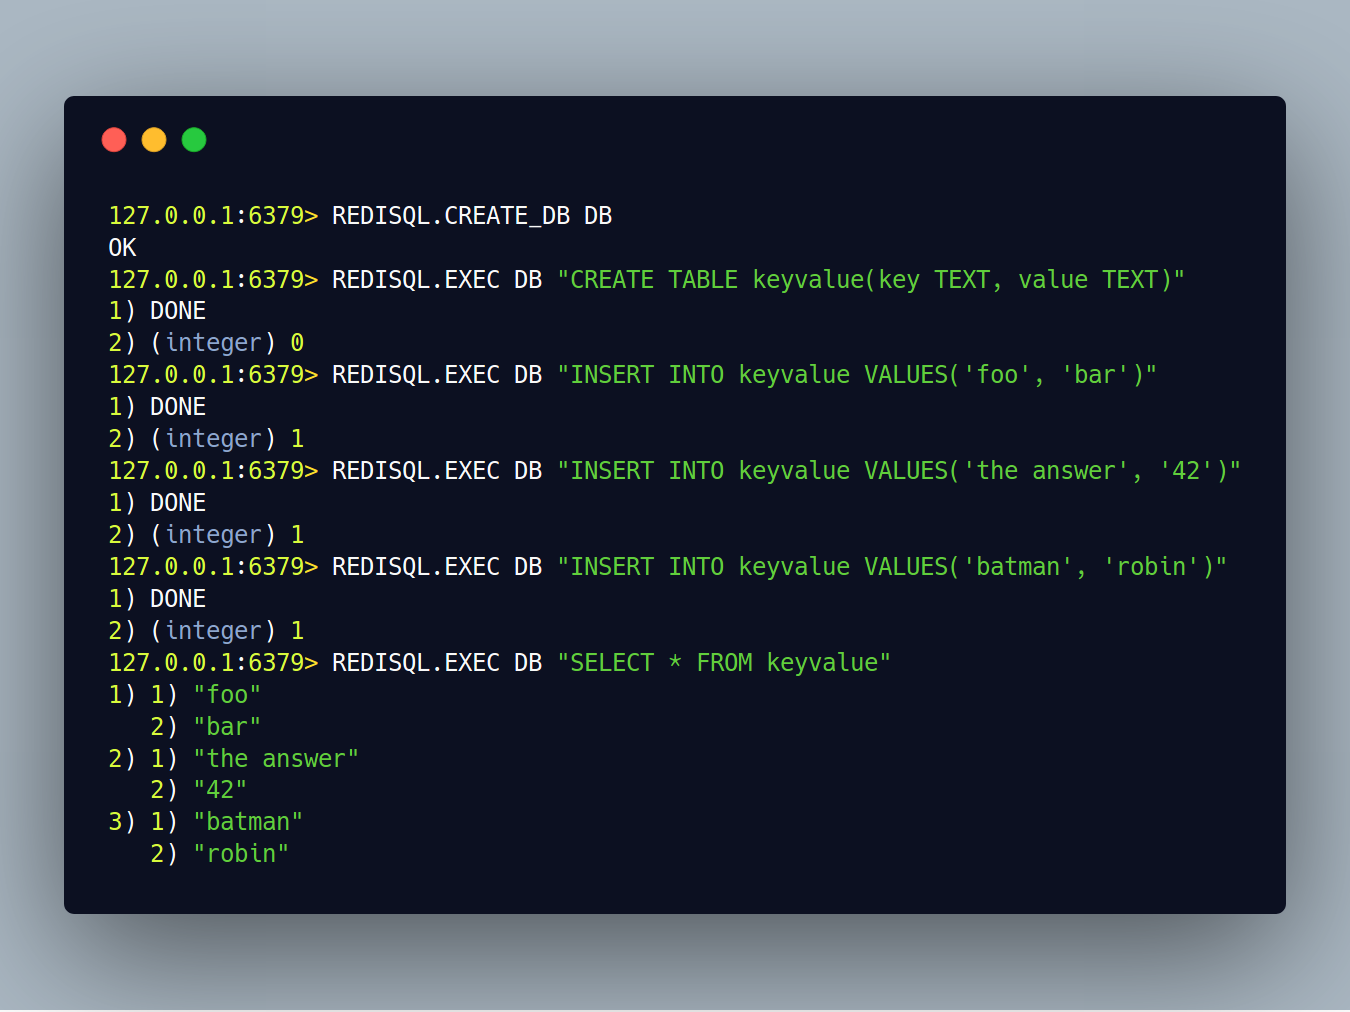 127.0.0.1:6379> REDISQL.CREATE_DB DB
OK
127.0.0.1:6379> REDISQL.EXEC DB "CREATE TABLE keyvalue(key TEXT, value TEXT)"
1) DONE
2) (integer) 0
127.0.0.1:6379> REDISQL.EXEC DB "INSERT INTO keyvalue VALUES('foo', 'bar')"
1) DONE
2) (integer) 1
127.0.0.1:6379> REDISQL.EXEC DB "INSERT INTO keyvalue VALUES('the answer', '42')"
1) DONE
2) (integer) 1
127.0.0.1:6379> REDISQL.EXEC DB "INSERT INTO keyvalue VALUES('batman', 'robin')"
1) DONE
2) (integer) 1
127.0.0.1:6379> REDISQL.EXEC DB "SELECT * FROM keyvalue"
1) 1) "foo"
   2) "bar"
2) 1) "the answer"
   2) "42"
3) 1) "batman"
   2) "robin"